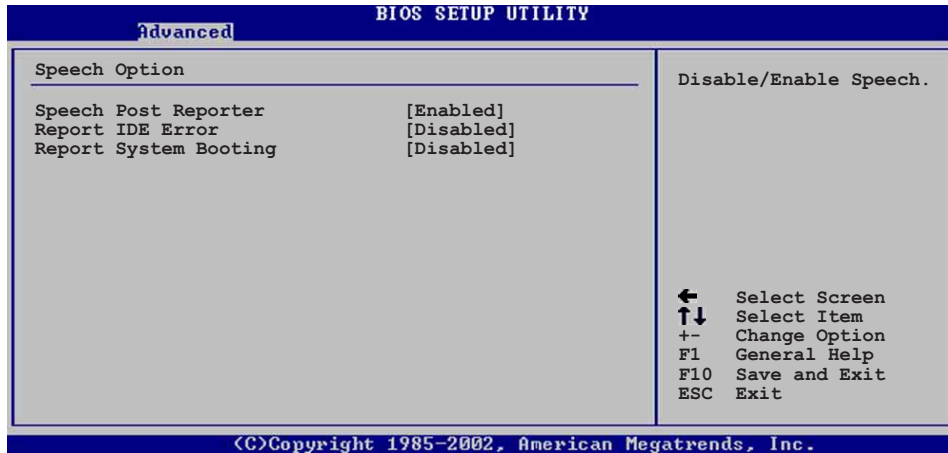 BIOS SETUP UTILITY
Advanced
Speech Option
Speech Post Reporter [Enabled]
Report IDE Error [Disabled]
Report System Booting [Disabled]
Disable/Enable Speech.
← Select Screen
↑↓ Select Item
+- Change Option
F1 General Help
F10 Save and Exit
ESC Exit
(C)Copyright 1985-2002, American Megatrends, Inc.